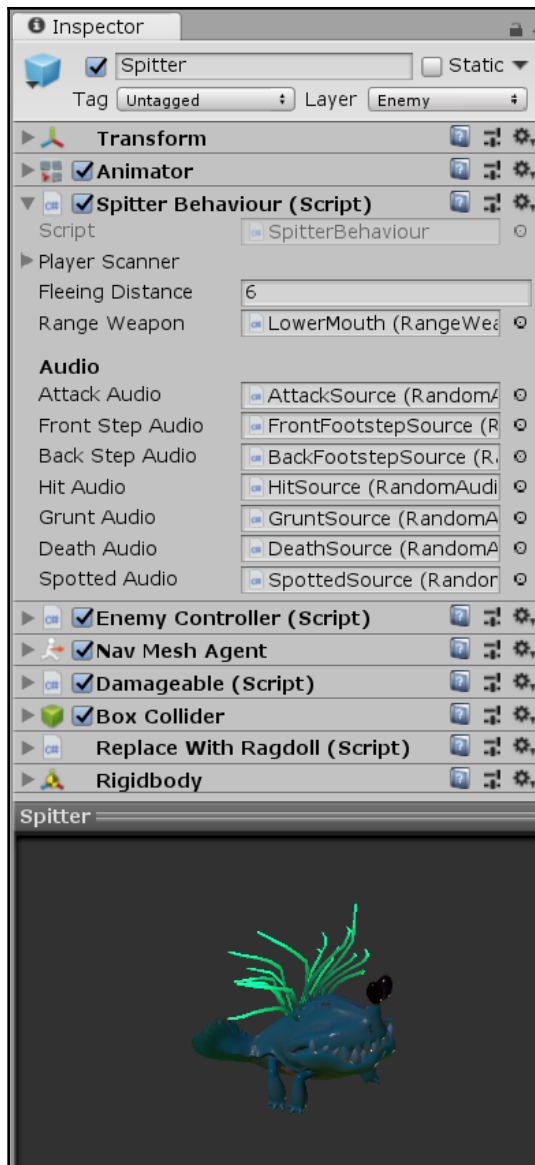 Inspector
Spitter Static
Tag Untagged Layer Enemy
Transform
Animator
Spitter Behaviour (Script)
Script SpitterBehaviour
Player Scanner
Fleeing Distance 6
Range Weapon LowerMouth (RangeWea
Audio
Attack Audio AttackSource (RandomA
Front Step Audio FrontFootstepSource (R
Back Step Audio BackFootstepSource (Ra
Hit Audio HitSource (RandomAudi
Grunt Audio GruntSource (RandomA
Death Audio DeathSource (RandomA
Spotted Audio SpottedSource (Randor
Enemy Controller (Script)
Nav Mesh Agent
Damageable (Script)
Box Collider
Replace With Ragdoll (Script)
Rigidbody
Spitter